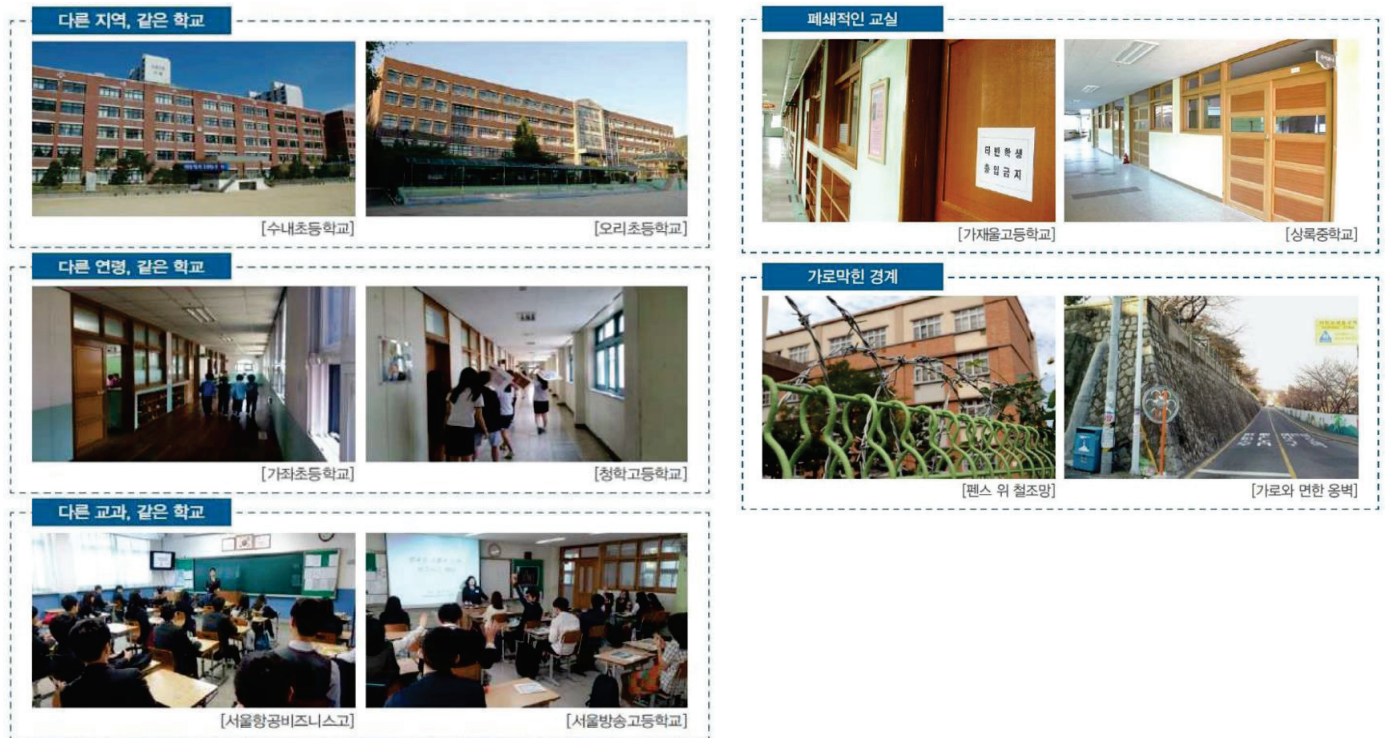 다른 지역, 같은 학교
[수내초등학교]
[오리초등학교]
다른 연령, 같은 학교
[가좌초등학교]
[청학고등학교]
다른 교과, 같은 학교
[서울항공비즈니스고]
[서울방송고등학교]
폐쇄적인 교실
타반학생
출입금지
[가재울고등학교]
[상록중학교]
가로막힌 경계
[펜스 위 철조망]
[가로와 면한 옹벽]